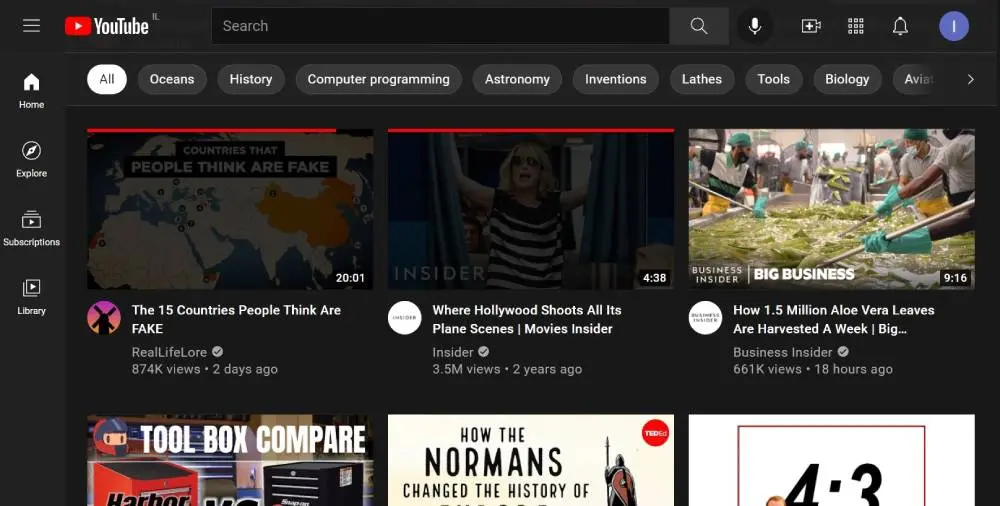 YouTube IL
Search
I
Home
Explore
Subscriptions
Library
All
Oceans
History
Computer programming
Astronomy
Inventions
Lathes
Tools
Biology
Aviat
COUNTRIES THAT
PEOPLE THINK ARE FAKE
20:01
The 15 Countries People Think Are
FAKE
RealLifeLore
874K views • 2 days ago
INSIDER
4:38
INSIDER
Where Hollywood Shoots All Its
Plane Scenes | Movies Insider
Insider
3.5M views • 2 years ago
BUSINESS
INSIDER
BIG BUSINESS
9:16
BUSINESS
INSIDER
How 1.5 Million Aloe Vera Leaves
Are Harvested A Week | Big...
Business Insider
661K views • 18 hours ago
TOOL BOX COMPARE
Harbor
VS
Snap-on
HOW THE
NORMANS
CHANGED THE HISTORY OF
EUROPE
TEDEd
4:3